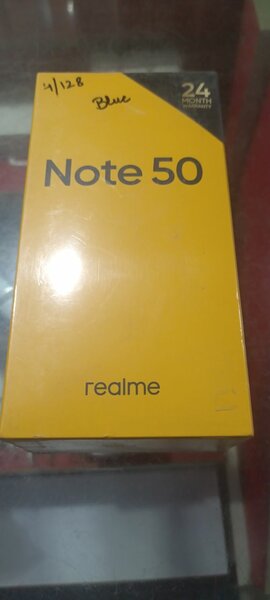 4/128
Blue
24
MONTH
WARRANTY
Note 50
realme